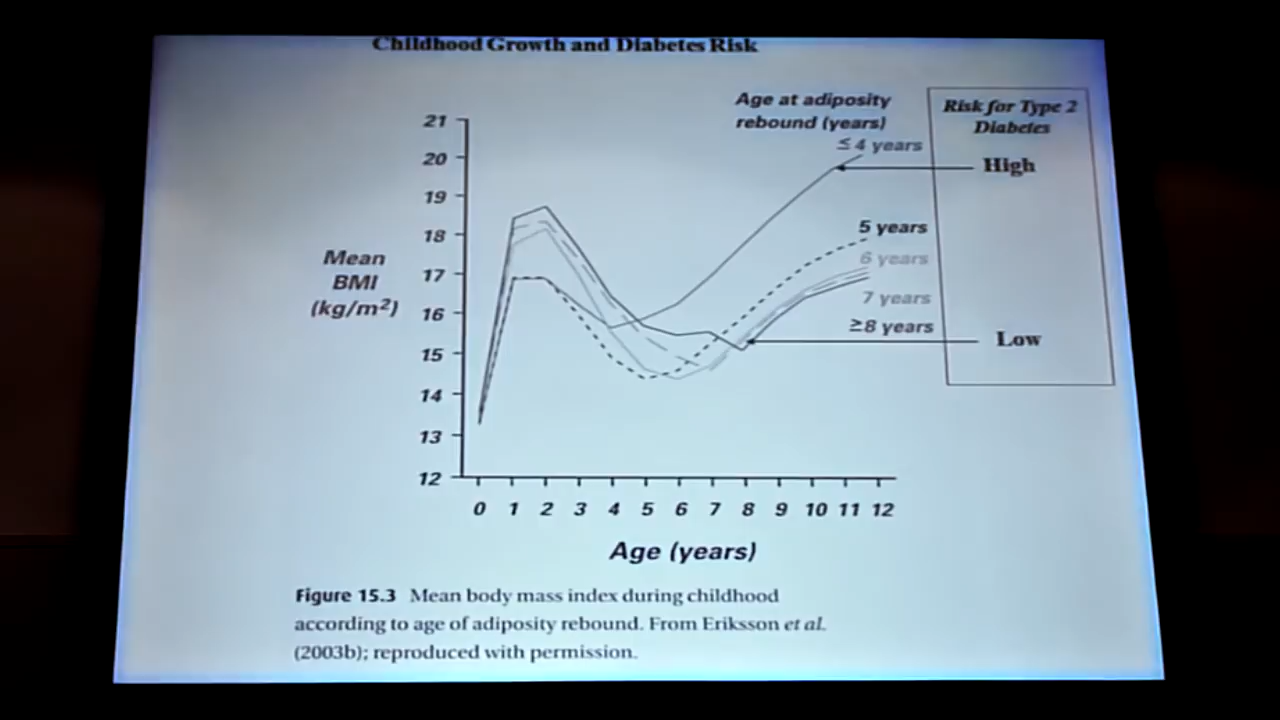 Childhood Growth and Diabetes Risk
Age at adiposity
rebound (years)
Risk for Type 2
Diabetes
≤ 4 years
High
5 years
6 years
7 years
≥8 years
Low
Mean
BMI
(kg/m²)
21
20
19
18
17
16
15
14
13
12
0 1 2 3 4 5 6 7 8 9 10 11 12
Age (years)
Figure 15.3 Mean body mass index during childhood
according to age of adiposity rebound. From Eriksson et al.
(2003b); reproduced with permission.